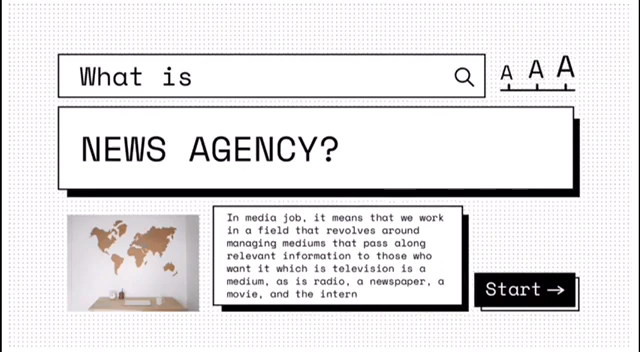 What is
A A A
NEWS AGENCY?
In media job, it means that we work
in a field that revolves around
managing mediums that pass along
relevant information to those who
want it which is television is a
medium, as is radio, a newspaper, a
movie, and the intern
Start →